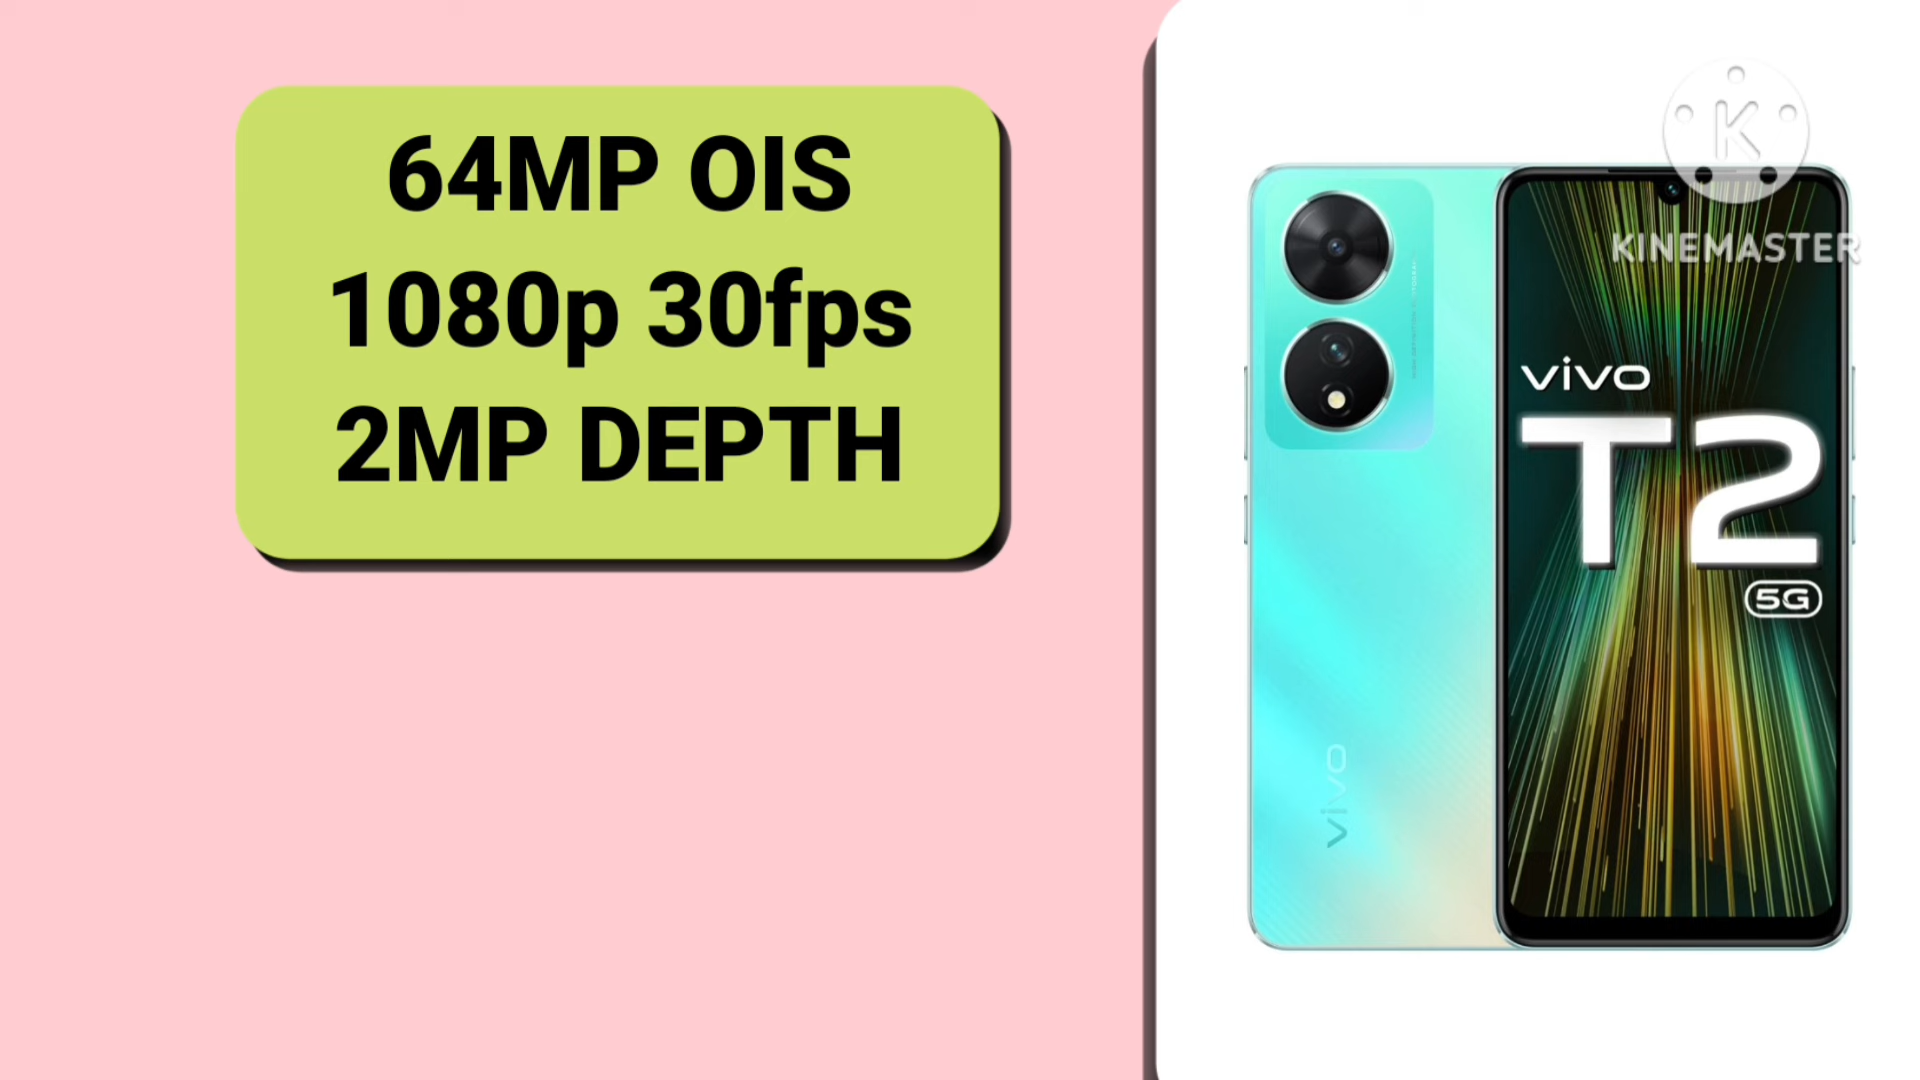 64MP OIS
1080p 30fps
2MP DEPTH
K
KINEMASTER
vivo
T2
5G
vivo